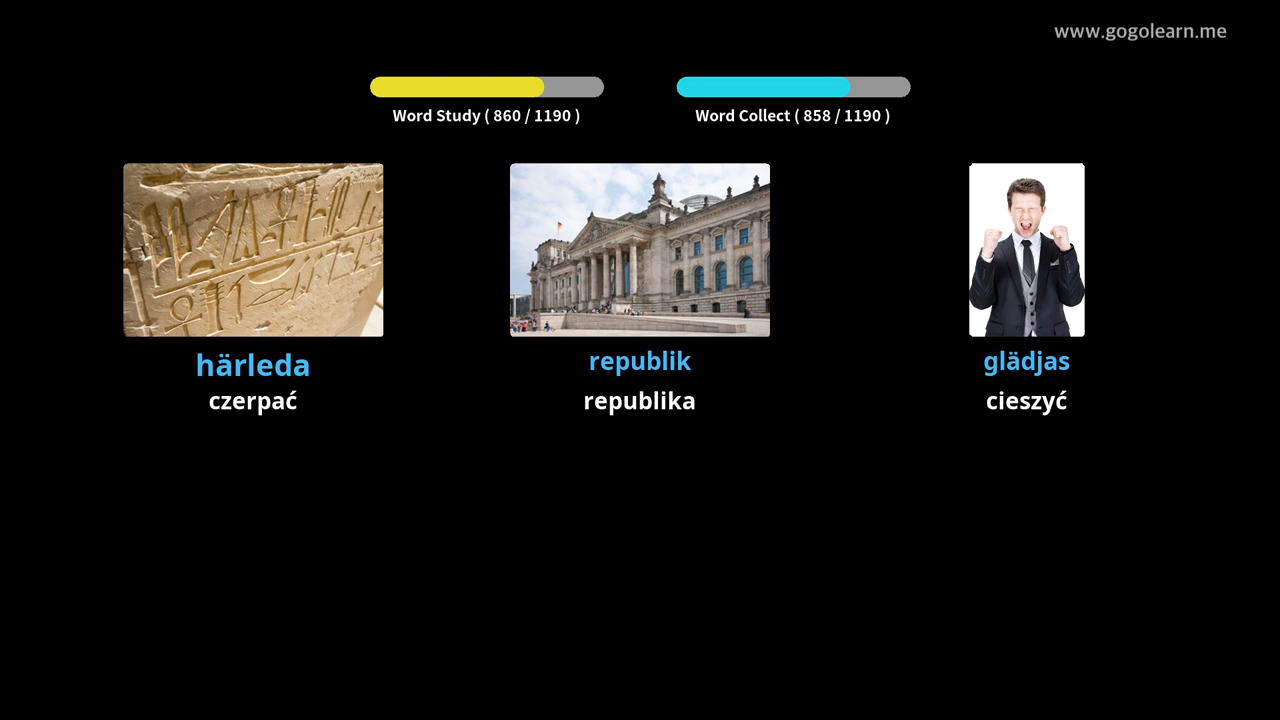 www.gogolearn.me
Word Study ( 860 / 1190 )
Word Collect ( 858 / 1190 )
härleda
republik
glädjas
czerpać
republika
cieszyć